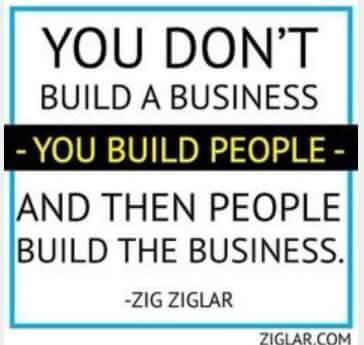 YOU DON'T
BUILD A BUSINESS
- YOU BUILD PEOPLE -
AND THEN PEOPLE
BUILD THE BUSINESS.
-ZIG ZIGLAR
ZIGLAR.COM